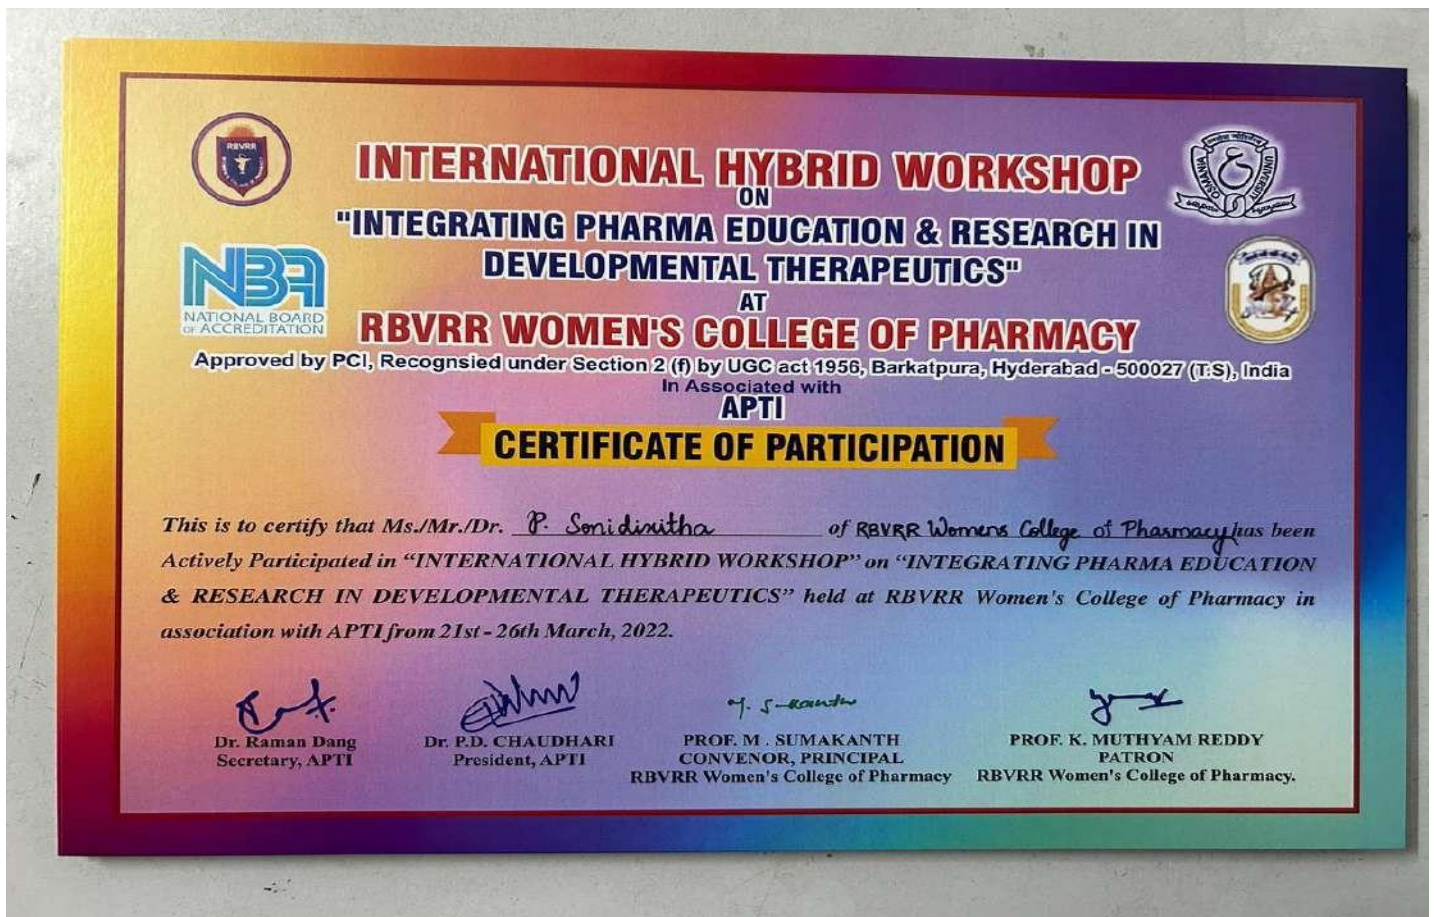 RBVRR
OSMANIA UNIVERSITY
INTERNATIONAL HYBRID WORKSHOP
ON
"INTEGRATING PHARMA EDUCATION & RESEARCH IN
DEVELOPMENTAL THERAPEUTICS"
NBA
NATIONAL BOARD
OF ACCREDITATION
AT
RBVRR WOMEN'S COLLEGE OF PHARMACY
Approved by PCI, Recognsied under Section 2 (f) by UGC act 1956, Barkatpura, Hyderabad - 500027 (T.S), India
In Associated with
APTI
CERTIFICATE OF PARTICIPATION
This is to certify that Ms./Mr./Dr. P. Sonidinitha of RBVRR Womens College of Pharmacy has been
Actively Participated in “INTERNATIONAL HYBRID WORKSHOP” on “INTEGRATING PHARMA EDUCATION
& RESEARCH IN DEVELOPMENTAL THERAPEUTICS” held at RBVRR Women's College of Pharmacy in
association with APTI from 21st - 26th March, 2022.
M. Sumakanth
Dr. Raman Dang
Secretary, APTI
Dr. P.D. CHAUDHARI
President, APTI
PROF. M . SUMAKANTH
CONVENOR, PRINCIPAL
RBVRR Women's College of Pharmacy
PROF. K. MUTHYAM REDDY
PATRON
RBVRR Women's College of Pharmacy.